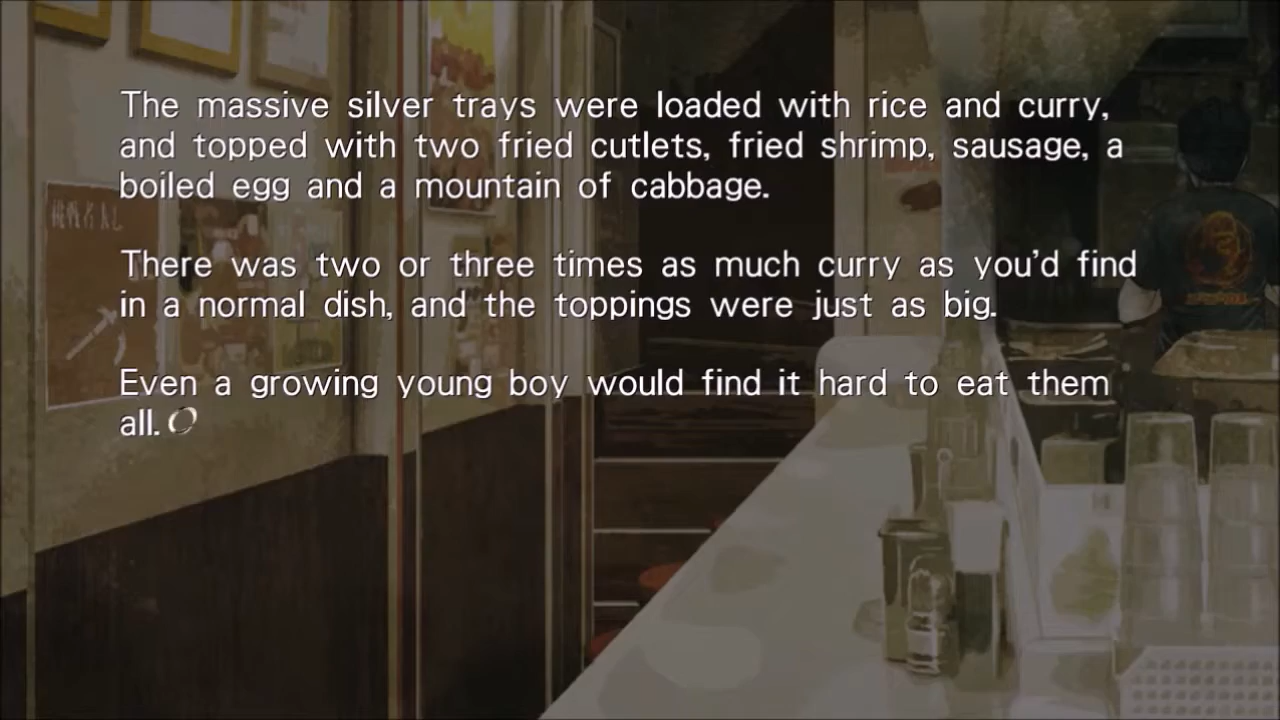 The massive silver trays were loaded with rice and curry,
and topped with two fried cutlets, fried shrimp, sausage, a
boiled egg and a mountain of cabbage.
There was two or three times as much curry as you'd find
in a normal dish, and the toppings were just as big.
Even a growing young boy would find it hard to eat them
all.